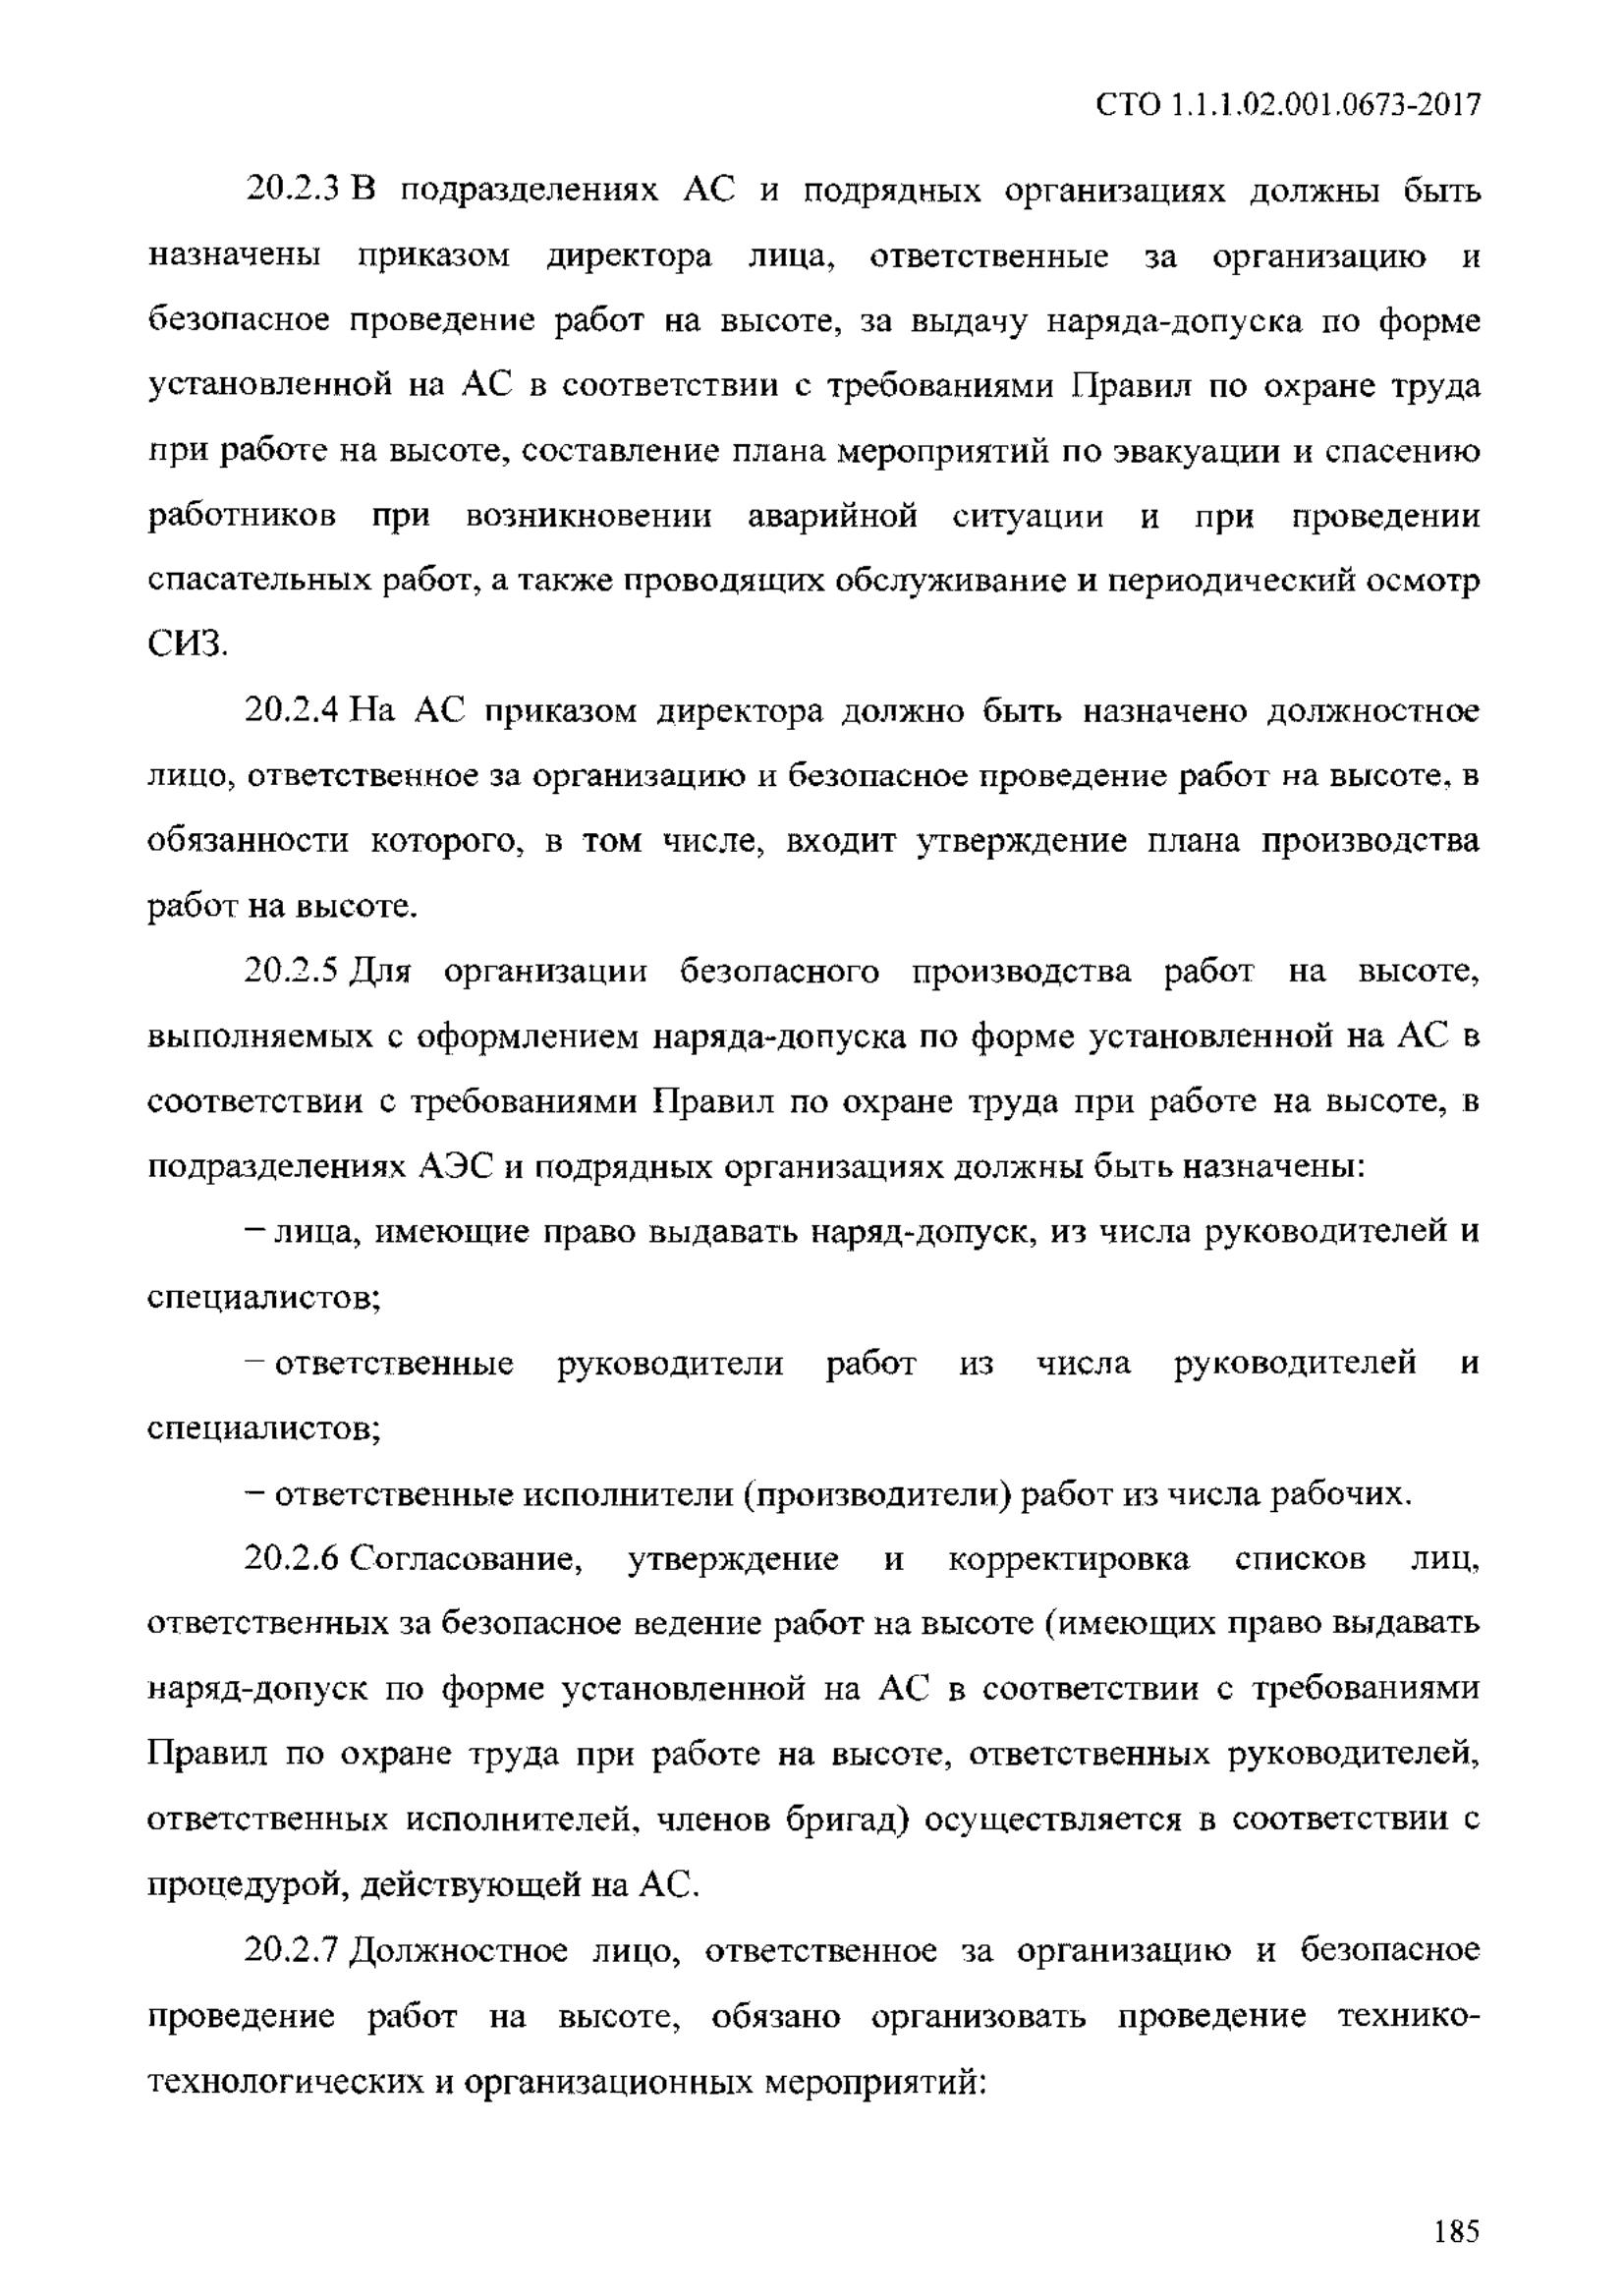 СТО 1.1.1.02.001.0673-2017
20.2.3 В подразделениях АС и подрядных организациях должны быть
назначены приказом директора лица, ответственные за организацию и
безопасное проведение работ на высоте, за выдачу наряда-допуска по форме
установленной на АС в соответствии с требованиями Правил по охране труда
при работе на высоте, составление плана мероприятий по эвакуации и спасению
работников при возникновении аварийной ситуации и при проведении
спасательных работ, а также проводящих обслуживание и периодический осмотр
СИЗ.
20.2.4 На АС приказом директора должно быть назначено должностное
лицо, ответственное за организацию и безопасное проведение работ на высоте, в
обязанности которого, в том числе, входит утверждение плана производства
работ на высоте.
20.2.5 Для организации безопасного производства работ на высоте,
выполняемых с оформлением наряда-допуска по форме установленной на АС в
соответствии с требованиями Правил по охране труда при работе на высоте, в
подразделениях АЭС и подрядных организациях должны быть назначены:
– лица, имеющие право выдавать наряд-допуск, из числа руководителей и
специалистов;
– ответственные руководители работ из числа руководителей и
специалистов;
– ответственные исполнители (производители) работ из числа рабочих.
20.2.6 Согласование, утверждение и корректировка списков лиц,
ответственных за безопасное ведение работ на высоте (имеющих право выдавать
наряд-допуск по форме установленной на АС в соответствии с требованиями
Правил по охране труда при работе на высоте, ответственных руководителей,
ответственных исполнителей, членов бригад) осуществляется в соответствии с
процедурой, действующей на АС.
20.2.7 Должностное лицо, ответственное за организацию и безопасное
проведение работ на высоте, обязано организовать проведение технико-
технологических и организационных мероприятий:
185